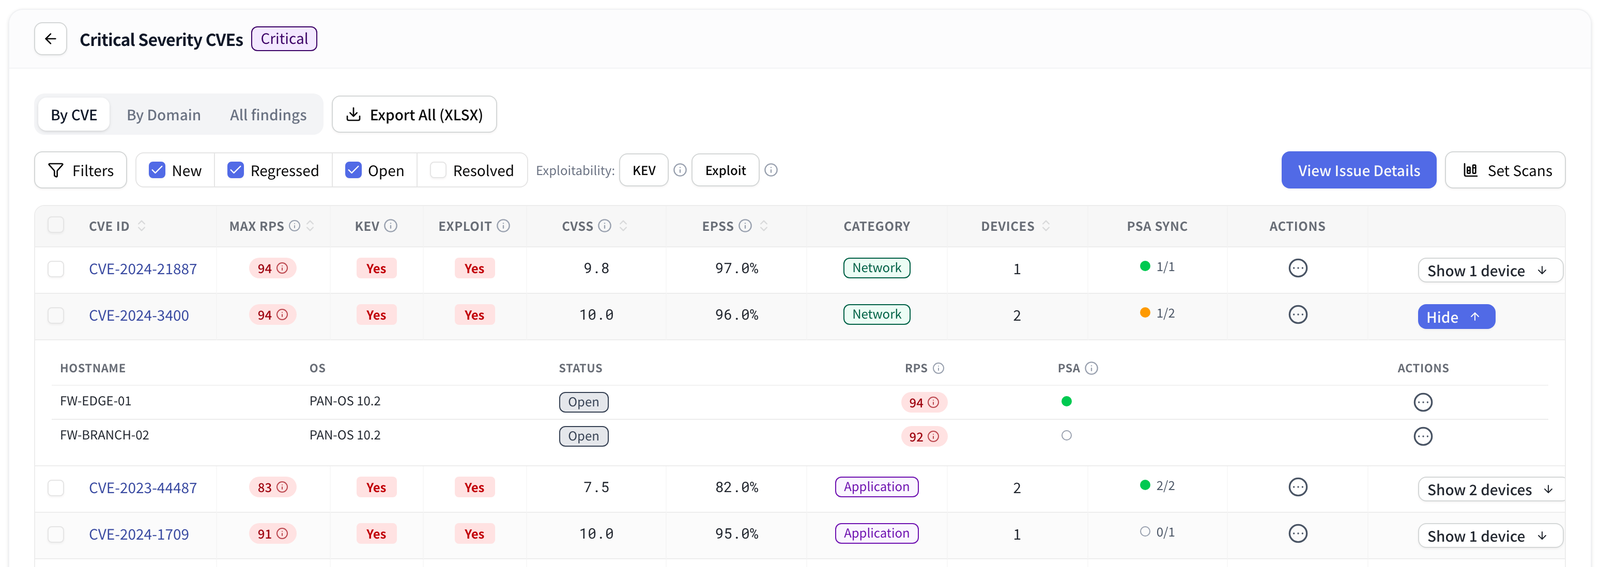 Critical Severity CVEs Critical
By CVE By Domain All findings Export All (XLSX)
Filters New Regressed Open Resolved Exploitability: KEV Exploit View Issue Details Set Scans
CVE ID MAX RPS KEV EXPLOIT CVSS EPSS CATEGORY DEVICES PSA SYNC ACTIONS
CVE-2024-21887 94 Yes Yes 9.8 97.0% Network 1 1/1 Show 1 device
CVE-2024-3400 94 Yes Yes 10.0 96.0% Network 2 1/2 Hide
HOSTNAME OS STATUS RPS PSA ACTIONS
FW-EDGE-01 PAN-OS 10.2 Open 94
FW-BRANCH-02 PAN-OS 10.2 Open 92
CVE-2023-44487 83 Yes Yes 7.5 82.0% Application 2 2/2 Show 2 devices
CVE-2024-1709 91 Yes Yes 10.0 95.0% Application 1 0/1 Show 1 device